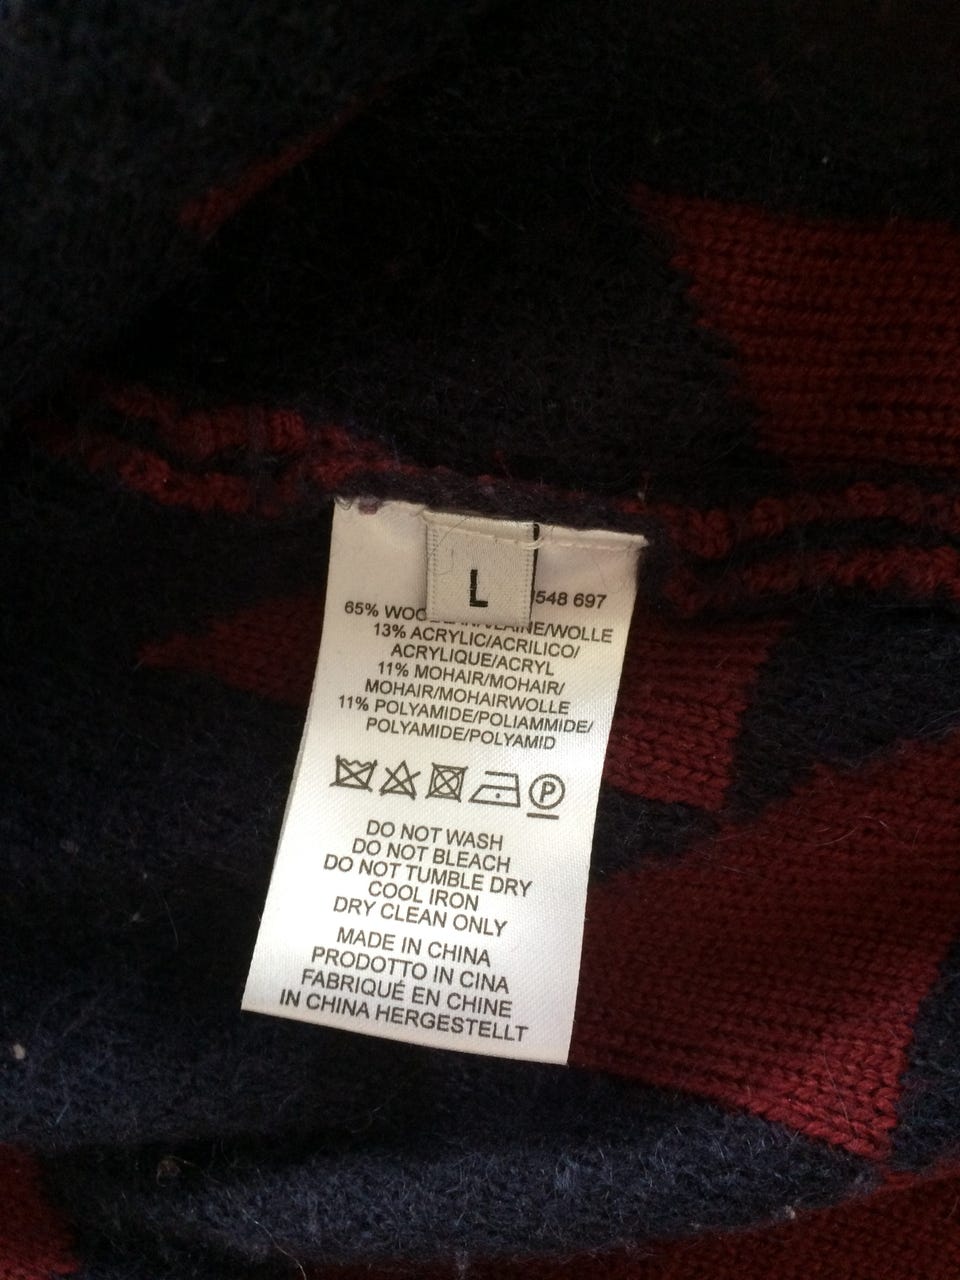 L
548 697
65% WOO LAINE/WOLLE
13% ACRYLIC/ACRILICO/
ACRYLIQUE/ACRYL
11% MOHAIR/MOHAIR/
MOHAIR/MOHAIRWOLLE
11% POLYAMIDE/POLIAMMIDE/
POLYAMIDE/POLYAMID
P
DO NOT WASH
DO NOT BLEACH
DO NOT TUMBLE DRY
COOL IRON
DRY CLEAN ONLY
MADE IN CHINA
PRODOTTO IN CINA
FABRIQUÉ EN CHINE
IN CHINA HERGESTELLT